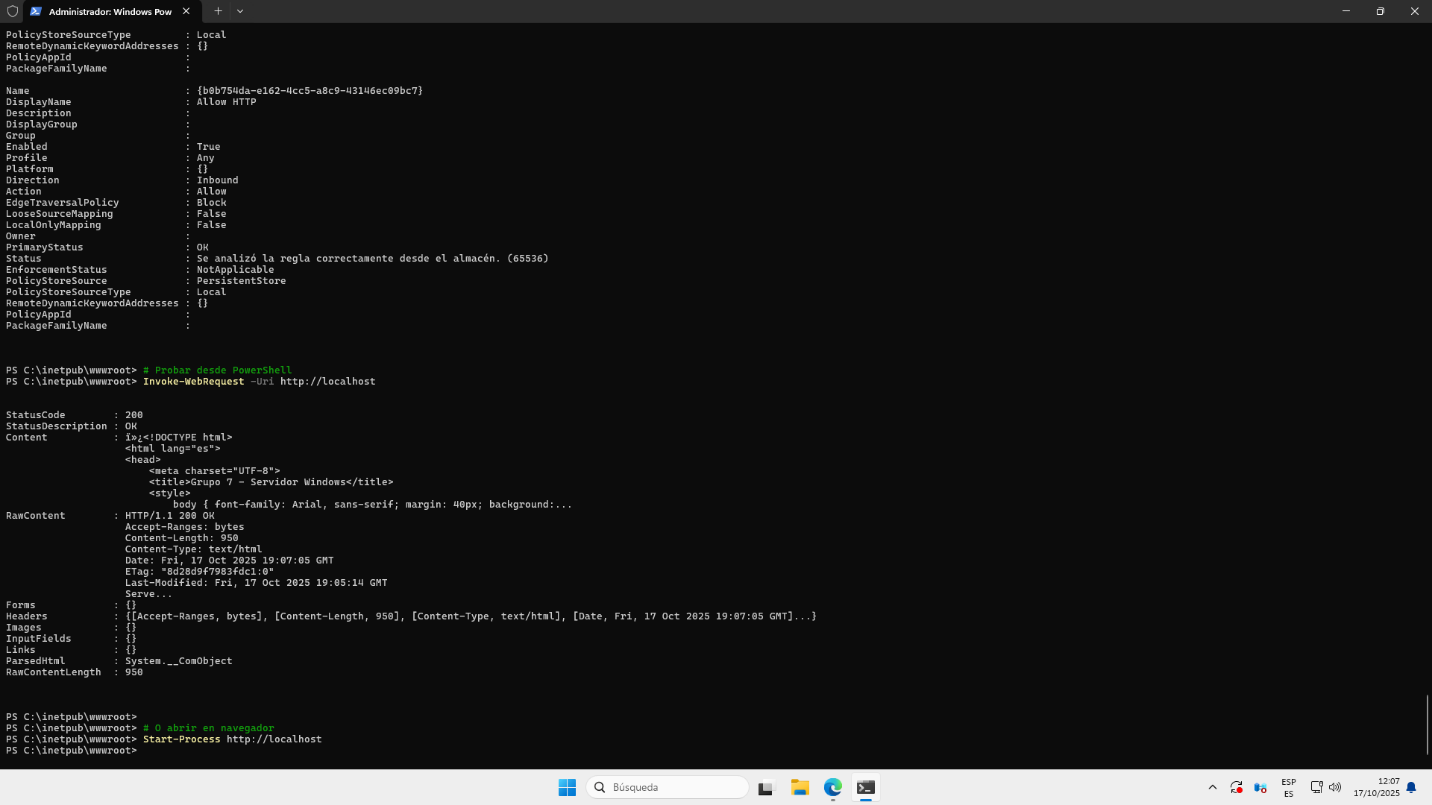 Administrador: Windows Pow
PolicyStoreSourceType : Local
RemoteDynamicKeywordAddresses : {}
PolicyAppId :
PackageFamilyName :
Name : {b0b754da-e162-4cc5-a8c9-43146ec09bc7}
DisplayName : Allow HTTP
Description :
DisplayGroup :
Group :
Enabled : True
Profile : Any
Platform : {}
Direction : Inbound
Action : Allow
EdgeTraversalPolicy : Block
LooseSourceMapping : False
LocalOnlyMapping : False
Owner :
PrimaryStatus : OK
Status : Se analizó la regla correctamente desde el almacén. (65536)
EnforcementStatus : NotApplicable
PolicyStoreSource : PersistentStore
PolicyStoreSourceType : Local
RemoteDynamicKeywordAddresses : {}
PolicyAppId :
PackageFamilyName :
PS C:\inetpub\wwwroot> # Probar desde PowerShell
PS C:\inetpub\wwwroot> Invoke-WebRequest -Uri http://localhost
StatusCode : 200
StatusDescription : OK
Content : ï»¿<!DOCTYPE html>
<html lang="es">
<head>
<meta charset="UTF-8">
<title>Grupo 7 - Servidor Windows</title>
<style>
body { font-family: Arial, sans-serif; margin: 40px; background:...
RawContent : HTTP/1.1 200 OK
Accept-Ranges: bytes
Content-Length: 950
Content-Type: text/html
Date: Fri, 17 Oct 2025 19:07:05 GMT
ETag: "8d28d9f7983fdc1:0"
Last-Modified: Fri, 17 Oct 2025 19:05:14 GMT
Serve...
Forms : {}
Headers : {[Accept-Ranges, bytes], [Content-Length, 950], [Content-Type, text/html], [Date, Fri, 17 Oct 2025 19:07:05 GMT]...}
Images : {}
InputFields : {}
Links : {}
ParsedHtml : System.__ComObject
RawContentLength : 950
PS C:\inetpub\wwwroot>
PS C:\inetpub\wwwroot> # O abrir en navegador
PS C:\inetpub\wwwroot> Start-Process http://localhost
PS C:\inetpub\wwwroot>
Búsqueda
ESP
ES
12:07
17/10/2025